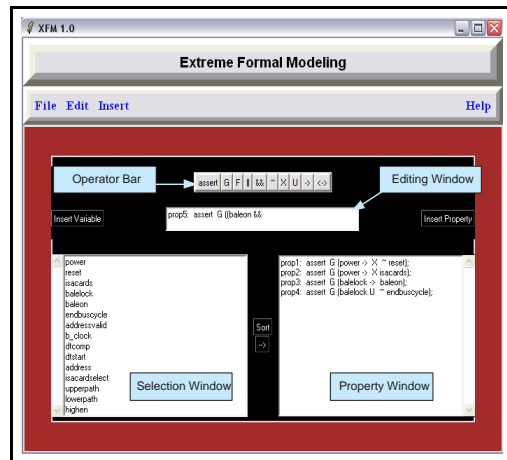 XFM 1.0
Extreme Formal Modeling
File Edit Insert Help
Operator Bar
assert G F || && ~ X U -> <->
Editing Window
Insert Variable
prop5: assert G ((baleon &&
Insert Property
power
reset
isacards
balelock
baleon
endbuscycle
addressvalid
b_clock
dtcomp
dtstart
address
isacardselect
upperpath
lowerpath
highen
Selection Window
Sort
-->
prop1: assert G (power -> X ~ reset);
prop2: assert G (power -> X isacards);
prop3: assert G (balelock -> baleon);
prop4: assert G (balelock U ~ endbuscycle);
Property Window